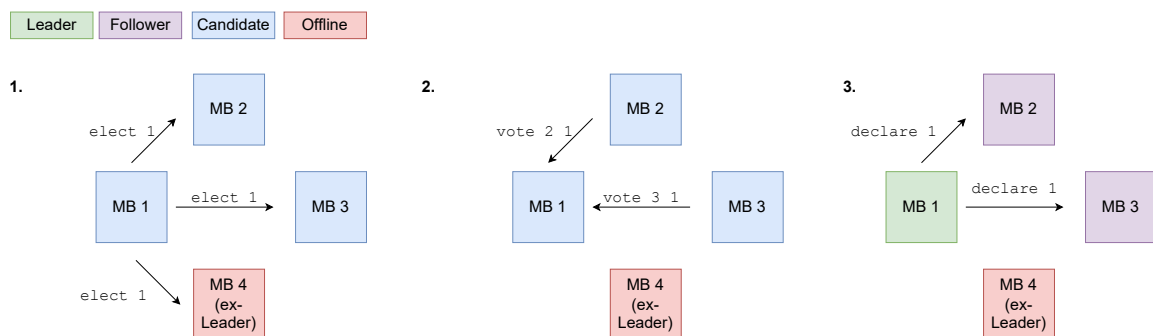 Leader
Follower
Candidate
Offline
1.
MB 2
elect 1
MB 1
elect 1
MB 3
elect 1
MB 4
(ex-
Leader)
2.
MB 2
vote 2 1
MB 1
vote 3 1
MB 3
MB 4
(ex-
Leader)
3.
MB 2
declare 1
MB 1
declare 1
MB 3
MB 4
(ex-
Leader)